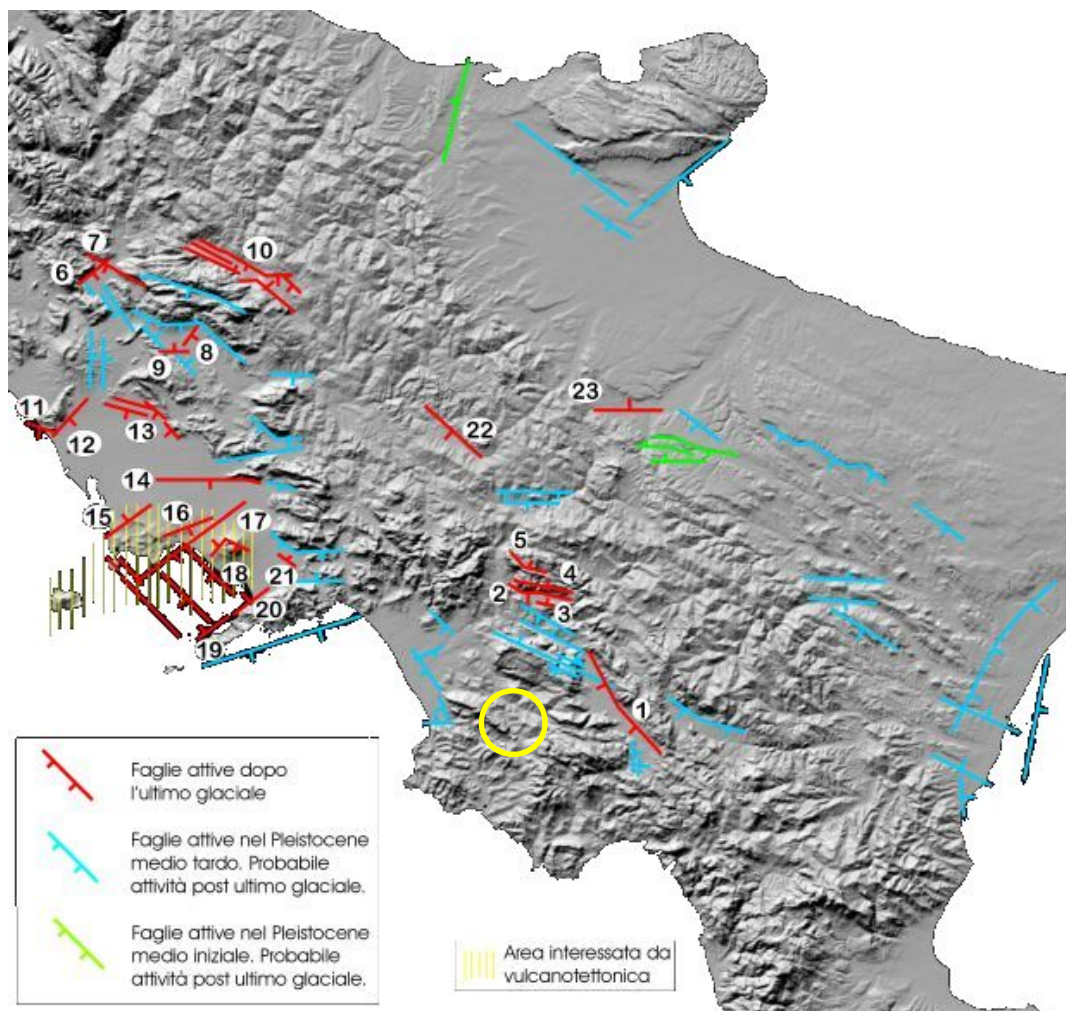 7
10
6
8
9
11
12
13
23
22
14
15
16
17
5
18
21
4
2
3
20
19
1
Faglie attive dopo
l'ultimo glaciale
Faglie attive nel Pleistocene
medio tardo. Probabile
attività post ultimo glaciale.
Faglie attive nel Pleistocene
medio iniziale. Probabile
attività post ultimo glaciale.
Area interessata da
vulcanotettonica